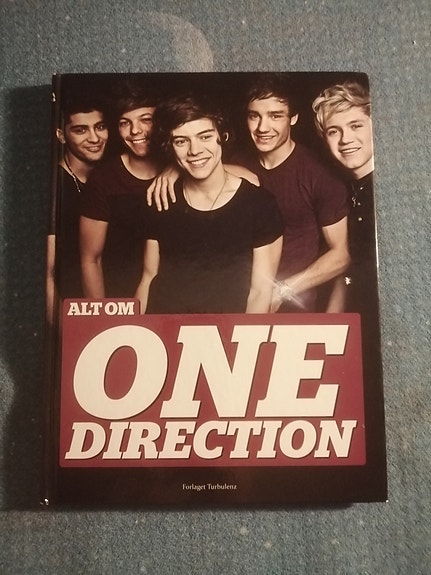 ALT OM
ONE
DIRECTION
Forlaget Turbulenz